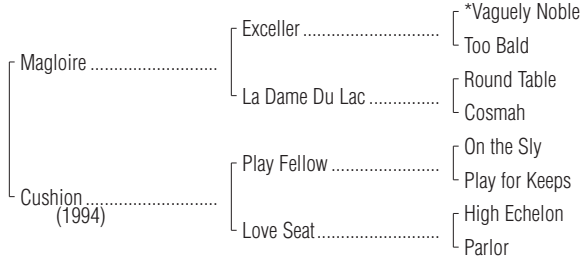 *Vaguely Noble
Exceller ..............................
Too Bald
Magloire ............................
Round Table
La Dame Du Lac ................
Cosmah
On the Sly
Play Fellow ........................
Play for Keeps
Cushion .............................
(1994)
High Echelon
Love Seat ...........................
Parlor